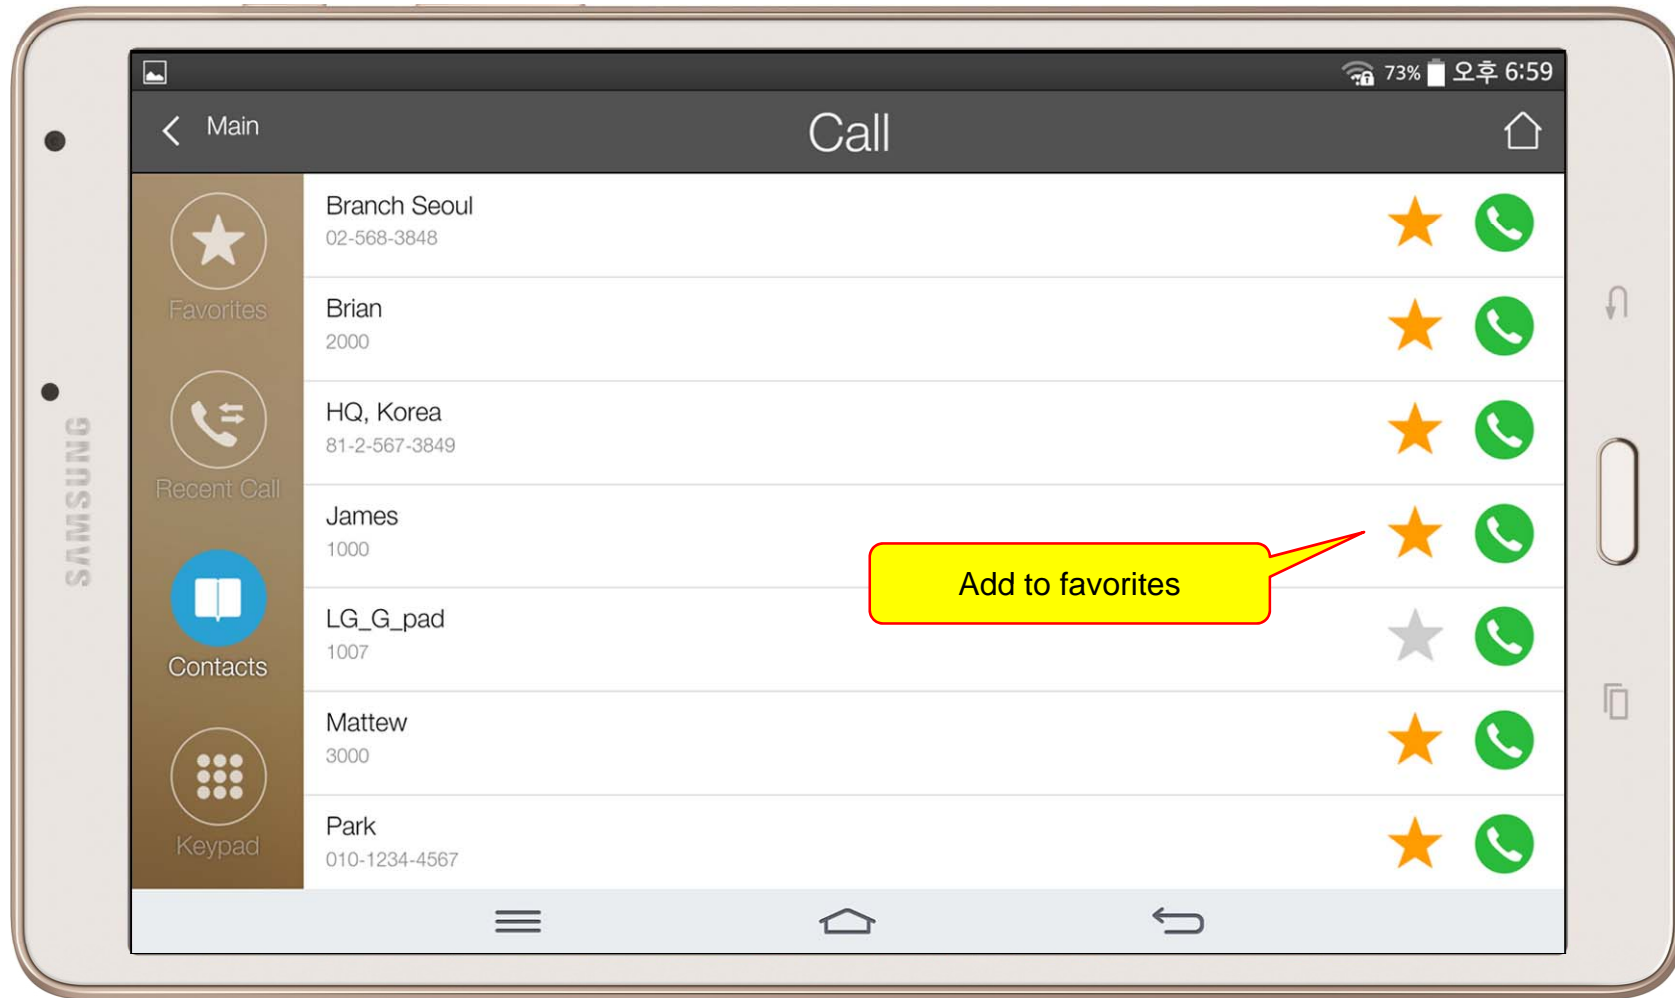 73% 오후 6:59
Main
Call
Favorites
Recent Call
Contacts
Keypad
Branch Seoul
02-568-3848
Brian
2000
HQ, Korea
81-2-567-3849
James
1000
Add to favorites
LG_G_pad
1007
Mattew
3000
Park
010-1234-4567
SAMSUNG